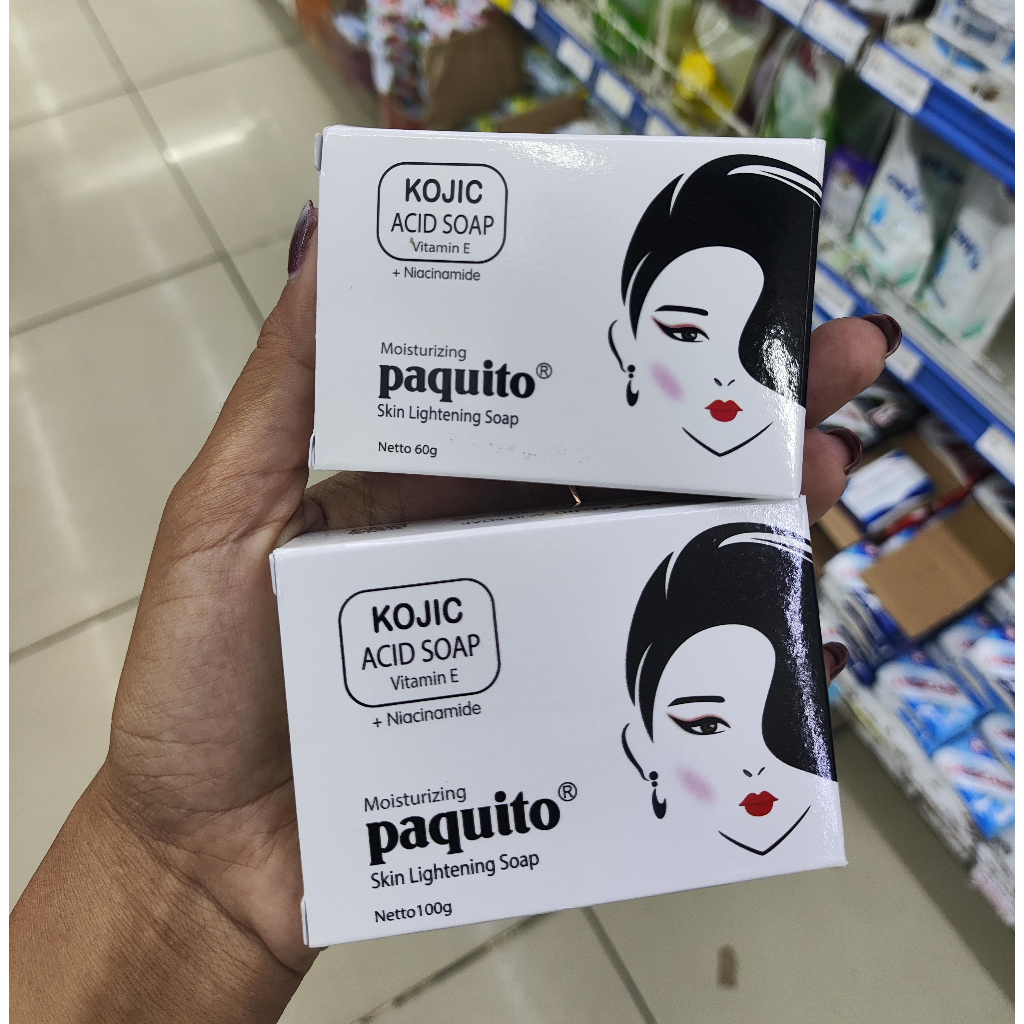 KOJIC
ACID SOAP
Vitamin E
+ Niacinamide
Moisturizing
paquito®
Skin Lightening Soap
Netto 60g
KOJIC
ACID SOAP
Vitamin E
+ Niacinamide
Moisturizing
paquito®
Skin Lightening Soap
Netto100g